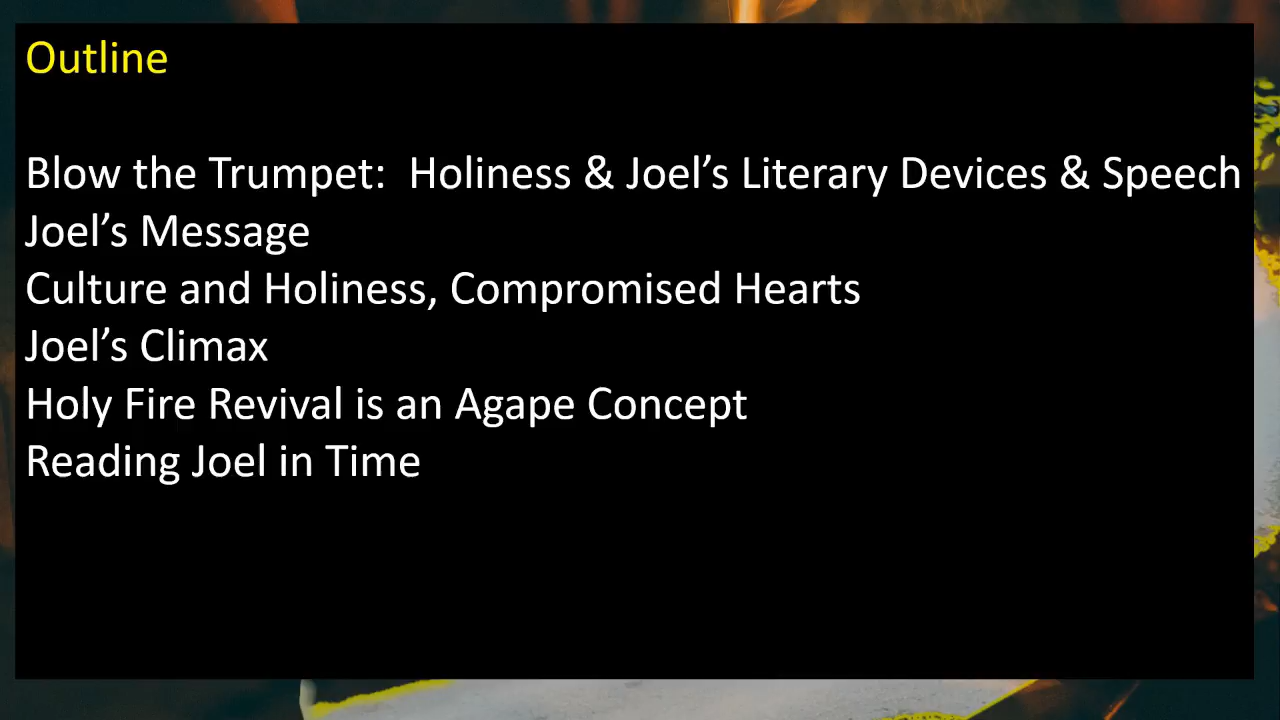 Outline
Blow the Trumpet:  Holiness & Joel’s Literary Devices & Speech
Joel’s Message
Culture and Holiness, Compromised Hearts
Joel’s Climax
Holy Fire Revival is an Agape Concept
Reading Joel in Time